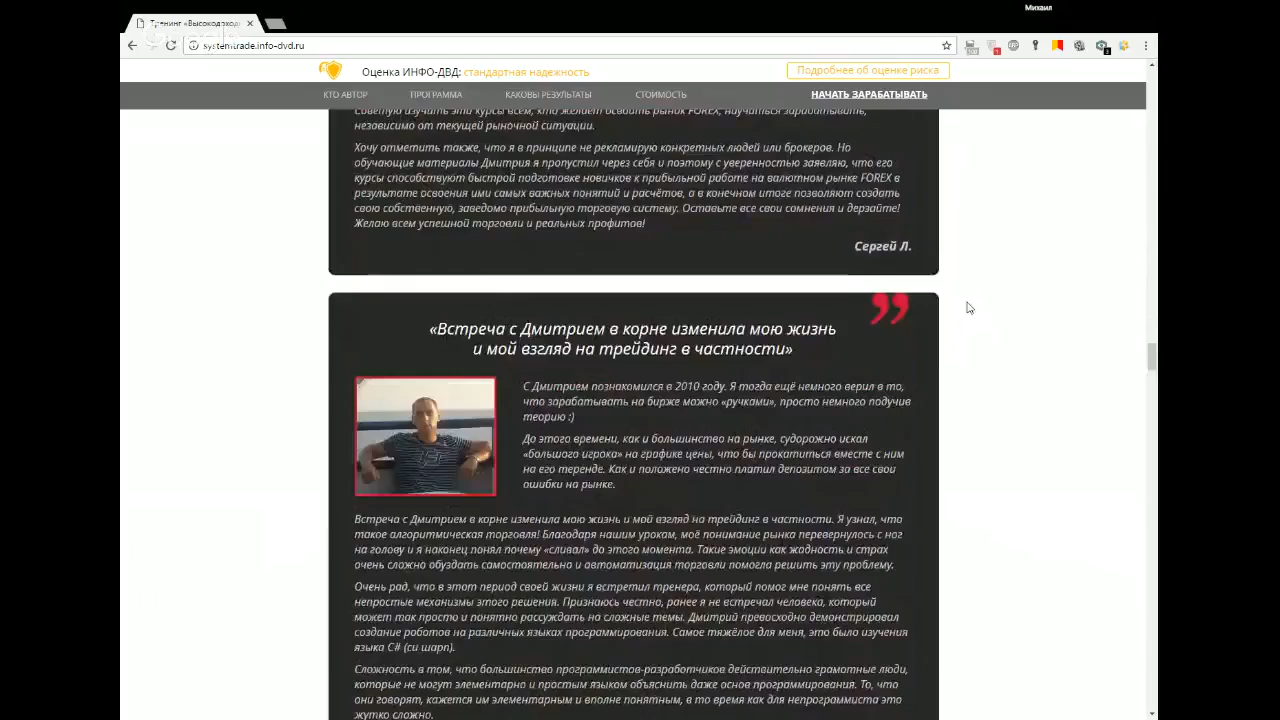 Михаил
Тренинг «Высокодоход
systemtrade.info-dvd.ru
Оценка ИНФО-ДВД: стандартная надежность
Подробнее об оценке риска
КТО АВТОР ПРОГРАММА КАКОВЫ РЕЗУЛЬТАТЫ СТОИМОСТЬ НАЧАТЬ ЗАРАБАТЫВАТЬ
Советую изучать эти курсы всем, кто желает освоить рынок FOREX, научиться зарабатывать,
независимо от текущей рыночной ситуации.
Хочу отметить также, что я в принципе не рекламирую конкретных людей или брокеров. Но
обучающие материалы Дмитрия я пропустил через себя и поэтому с уверенностью заявляю, что его
курсы способствуют быстрой подготовке новичков к прибыльной работе на валютном рынке FOREX в
результате освоения ими самых важных понятий и расчётов, а в конечном итоге позволяют создать
свою собственную, заведомо прибыльную торговую систему. Оставьте все свои сомнения и дерзайте!
Желаю всем успешной торговли и реальных профитов!
Сергей Л.
«Встреча с Дмитрием в корне изменила мою жизнь
и мой взгляд на трейдинг в частности»
С Дмитрием познакомился в 2010 году. Я тогда ещё немного верил в то,
что зарабатывать на бирже можно «ручками», просто немного подучив
теорию :)
До этого времени, как и большинство на рынке, судорожно искал
«большого игрока» на графике цены, что бы прокатиться вместе с ним
на его теренде. Как и положено честно платил депозитом за все свои
ошибки на рынке.
Встреча с Дмитрием в корне изменила мою жизнь и мой взгляд на трейдинг в частности. Я узнал, что
такое алгоритмическая торговля! Благодаря нашим урокам, моё понимание рынка перевернулось с ног
на голову и я наконец понял почему «сливал» до этого момента. Такие эмоции как жадность и страх
очень сложно обуздать самостоятельно и автоматизация торговли помогла решить эту проблему.
Очень рад, что в этот период своей жизни я встретил тренера, который помог мне понять все
непростые механизмы этого решения. Признаюсь честно, ранее я не встречал человека, который
может так просто и понятно рассуждать на сложные темы. Дмитрий превосходно демонстрировал
создание роботов на различных языках программирования. Самое тяжёлое для меня, это было изучения
языка C# (си шарп).
Сложность в том, что большинство программистов-разработчиков действительно грамотные люди,
которые не могут элементарно и простым языком объяснить даже основ программирования. То, что
они говорят, кажется им элементарным и вполне понятным, в то время как для непрограммиста это
жутко сложно.